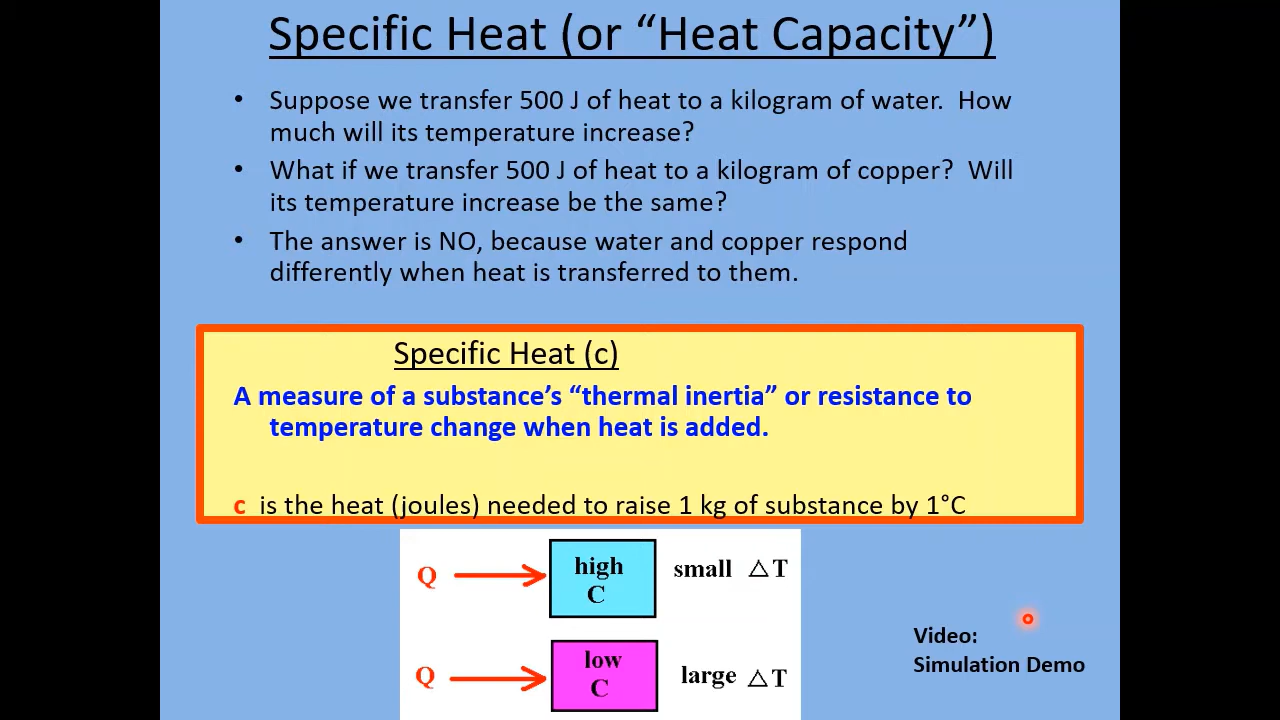 Specific Heat (or “Heat Capacity”)
• Suppose we transfer 500 J of heat to a kilogram of water.  How
much will its temperature increase?
• What if we transfer 500 J of heat to a kilogram of copper?  Will
its temperature increase be the same?
• The answer is NO, because water and copper respond
differently when heat is transferred to them.
Specific Heat (c)
A measure of a substance’s “thermal inertia” or resistance to
temperature change when heat is added.
c  is the heat (joules) needed to raise 1 kg of substance by 1°C
Q high small △T
C
Q low large △T
C
Video:
Simulation Demo